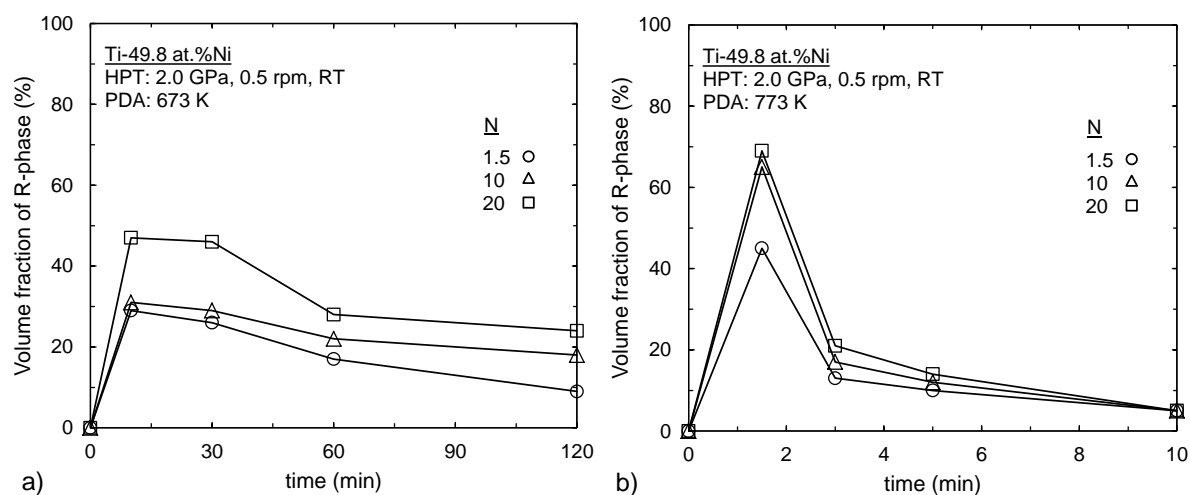 Ti-49.8 at.%Ni
HPT: 2.0 GPa, 0.5 rpm, RT
PDA: 673 K
N
1.5
10
20
Volume fraction of R-phase (%)
100
80
60
40
20
0
0
30
60
90
120
time (min)
a)
Ti-49.8 at.%Ni
HPT: 2.0 GPa, 0.5 rpm, RT
PDA: 773 K
N
1.5
10
20
Volume fraction of R-phase (%)
100
80
60
40
20
0
0
2
4
6
8
10
time (min)
b)